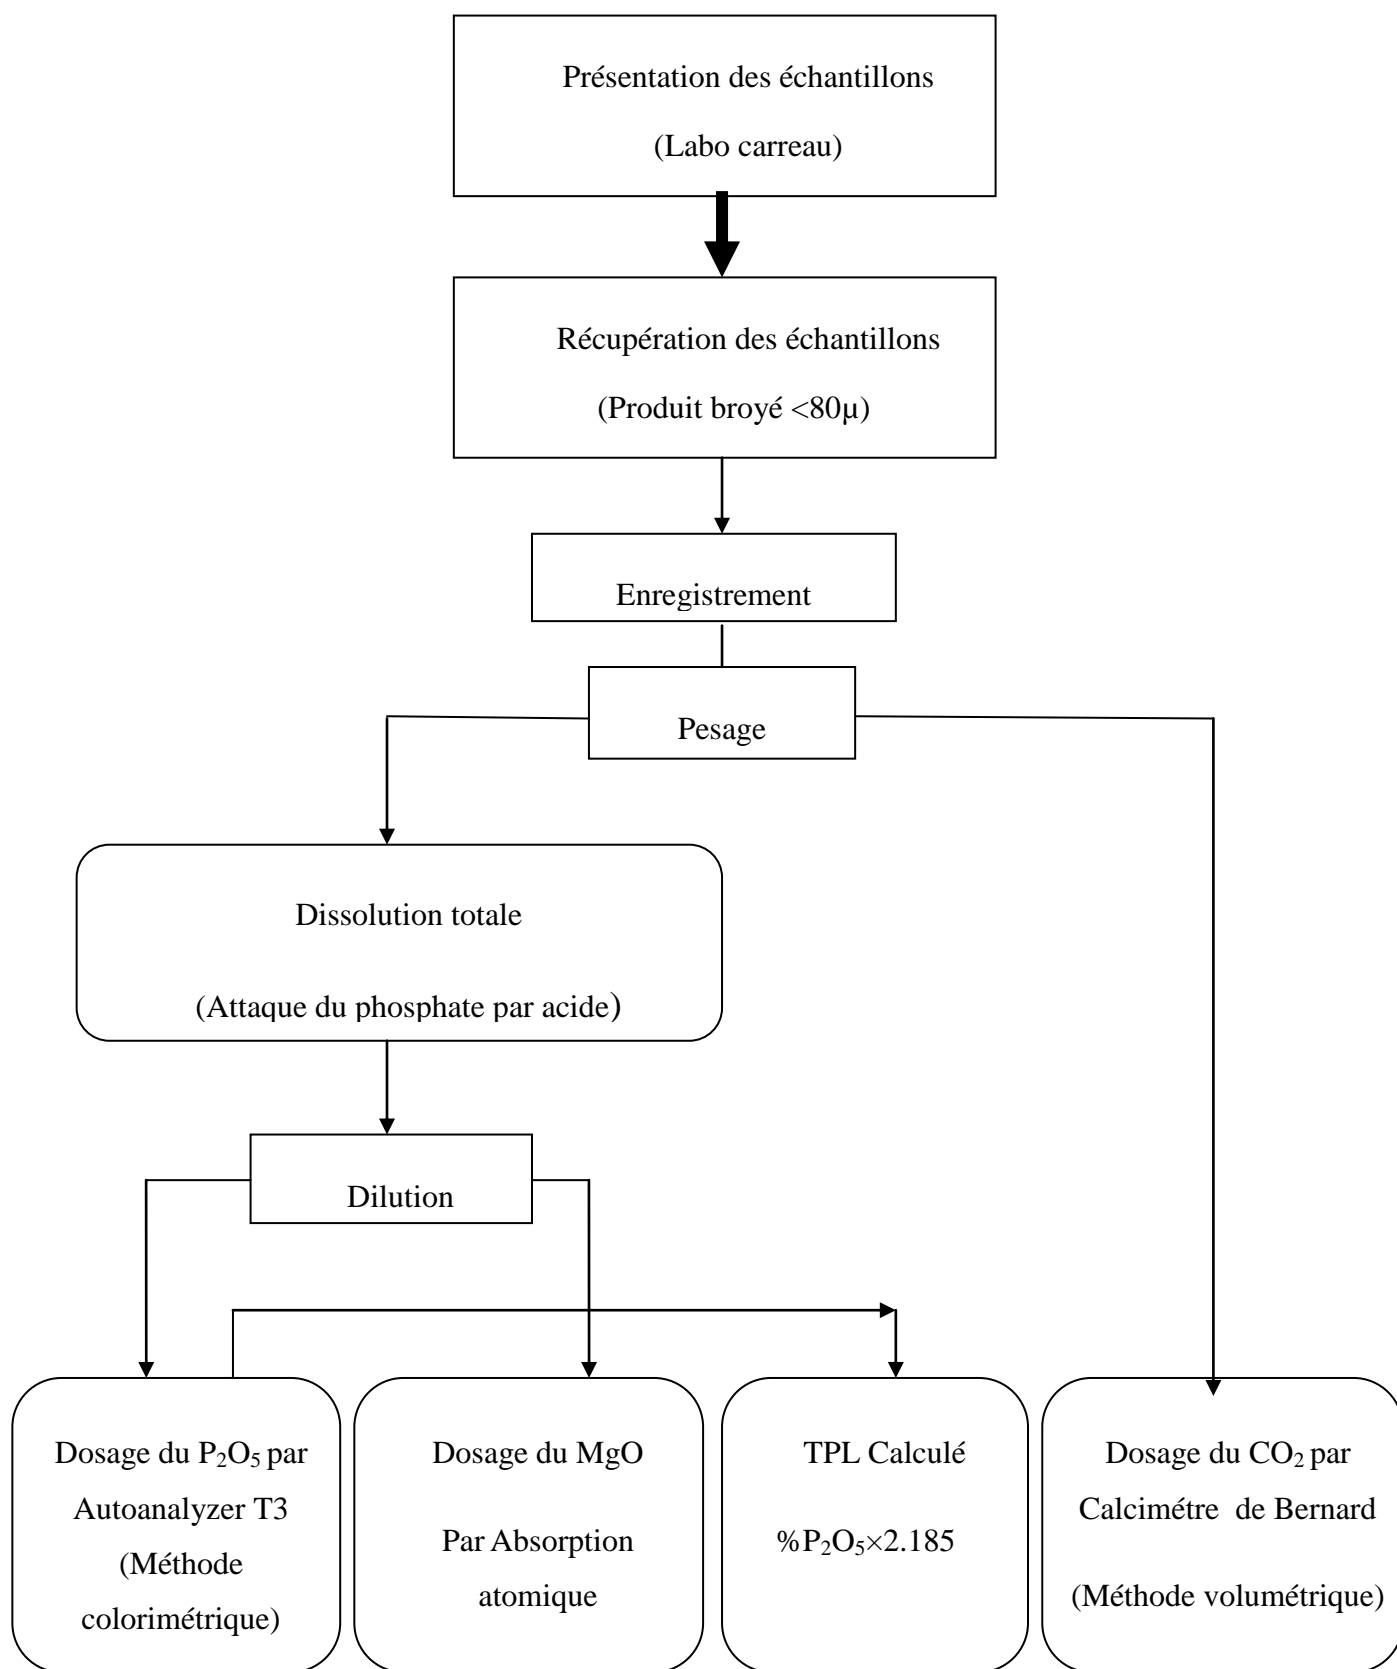 Présentation des échantillons
(Labo carreau)
Récupération des échantillons
(Produit broyé <80µ)
Enregistrement
Pesage
Dissolution totale
(Attaque du phosphate par acide)
Dilution
Dosage du P₂O₅ par
Autoanalyzer T3
(Méthode
colorimétrique)
Dosage du MgO
Par Absorption
atomique
TPL Calculé
%P₂O₅×2.185
Dosage du CO₂ par
Calcimétre de Bernard
(Méthode volumétrique)